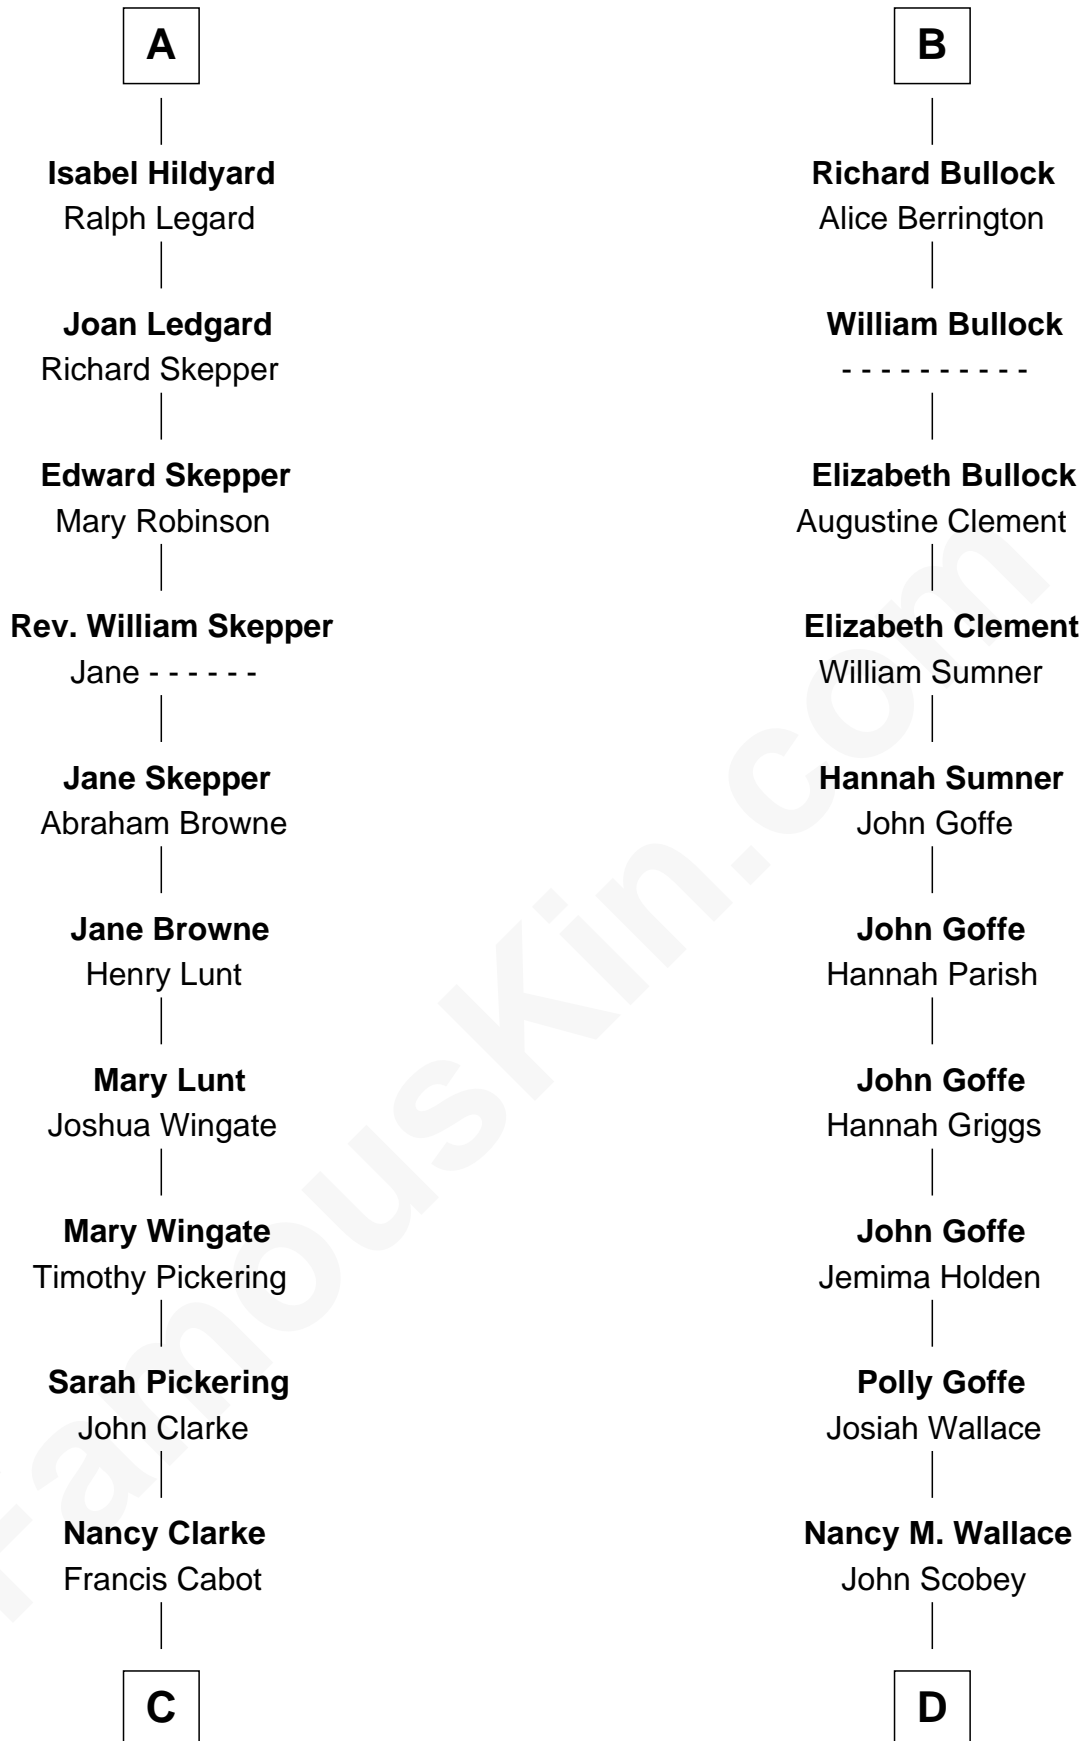 A
Isabel Hildyard
Ralph Legard
Joan Ledgard
Richard Skepper
Edward Skepper
Mary Robinson
Rev. William Skepper
Jane - - - - - -
Jane Skepper
Abraham Browne
Jane Browne
Henry Lunt
Mary Lunt
Joshua Wingate
Mary Wingate
Timothy Pickering
Sarah Pickering
John Clarke
Nancy Clarke
Francis Cabot
C
B
Richard Bullock
Alice Berrington
William Bullock
- - - - - - - - - -
Elizabeth Bullock
Augustine Clement
Elizabeth Clement
William Sumner
Hannah Sumner
John Goffe
John Goffe
Hannah Parish
John Goffe
Hannah Griggs
John Goffe
Jemima Holden
Polly Goffe
Josiah Wallace
Nancy M. Wallace
John Scobey
D
FamousKin.com